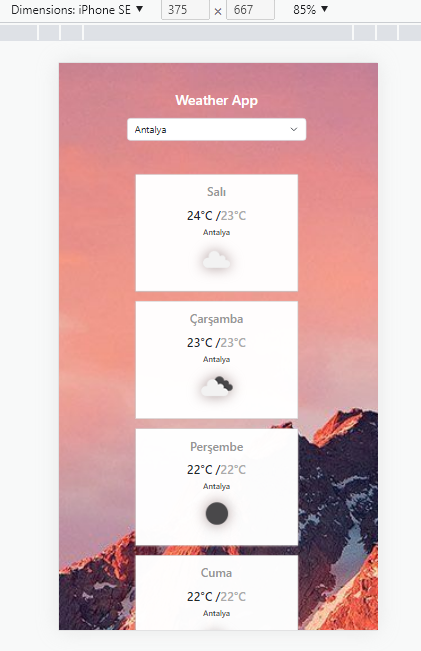 Dimensions: iPhone SE ▼ 375 × 667 85% ▼
Weather App
Antalya
Salı
24°C /23°C
Antalya
Çarşamba
23°C /23°C
Antalya
Perşembe
22°C /22°C
Antalya
Cuma
22°C /22°C
Antalya